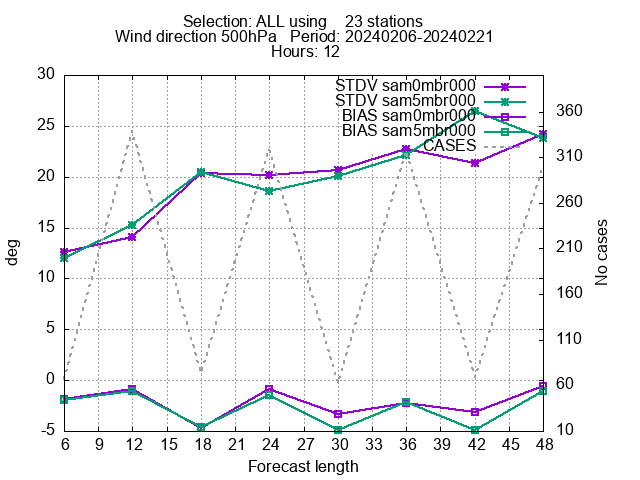 Selection: ALL using    23 stations
Wind direction 500hPa   Period: 20240206-20240221
Hours: 12
STDV sam0mbr000
STDV sam5mbr000
BIAS sam0mbr000
BIAS sam5mbr000
CASES
30
25
20
15
10
5
0
-5
deg
360
310
260
210
160
110
60
10
No cases
6 9 12 15 18 21 24 27 30 33 36 39 42 45 48
Forecast length